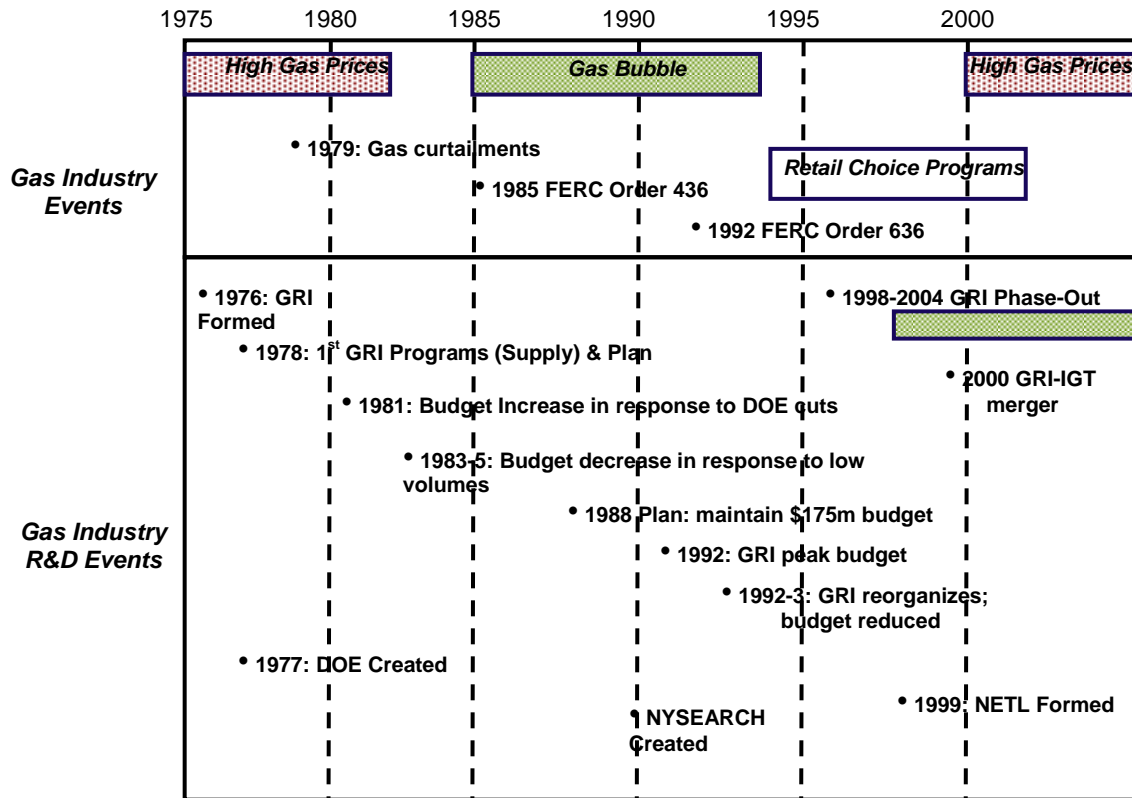 1975 1980 1985 1990 1995 2000
High Gas Prices Gas Bubble High Gas Prices
• 1979: Gas curtailments
Retail Choice Programs
Gas Industry
Events
• 1985 FERC Order 436
• 1992 FERC Order 636
• 1976: GRI
Formed
• 1998-2004 GRI Phase-Out
• 1978: 1st GRI Programs (Supply) & Plan
• 2000 GRI-IGT
merger
• 1981: Budget Increase in response to DOE cuts
• 1983-5: Budget decrease in response to low
volumes
• 1988 Plan: maintain $175m budget
Gas Industry
R&D Events
• 1992: GRI peak budget
• 1992-3: GRI reorganizes;
budget reduced
• 1977: DOE Created
• 1999: NETL Formed
• NYSEARCH
Created